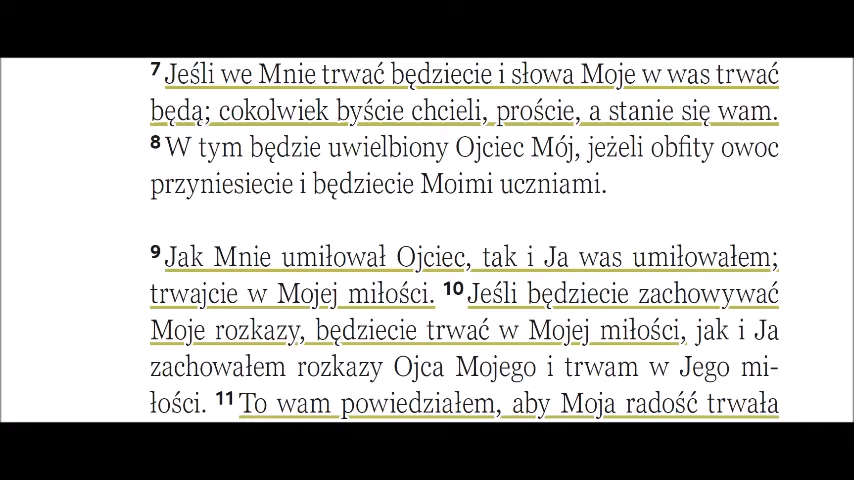 7 Jeśli we Mnie trwać będziecie i słowa Moje w was trwać
będą; cokolwiek byście chcieli, proście, a stanie się wam.
8 W tym będzie uwielbiony Ojciec Mój, jeżeli obfity owoc
przyniesiecie i będziecie Moimi uczniami.
9 Jak Mnie umiłował Ojciec, tak i Ja was umiłowałem;
trwajcie w Mojej miłości. 10 Jeśli będziecie zachowywać
Moje rozkazy, będziecie trwać w Mojej miłości, jak i Ja
zachowałem rozkazy Ojca Mojego i trwam w Jego mi-
łości. 11 To wam powiedziałem, aby Moja radość trwała